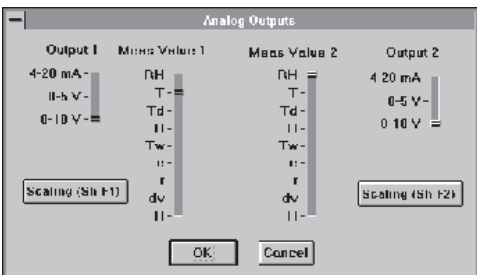 Analog Outputs
Output 1
4-20 mA
0-5 V
0-10 V
Scaling (Sh F1)
Meas Value 1
RH
T
Td
Tw
r
dv
Meas Value 2
RH
T
Td
Tw
r
dv
Output 2
4 20 mA
0-5 V
0 10 V
Scaling (Sh F2)
OK
Cancel